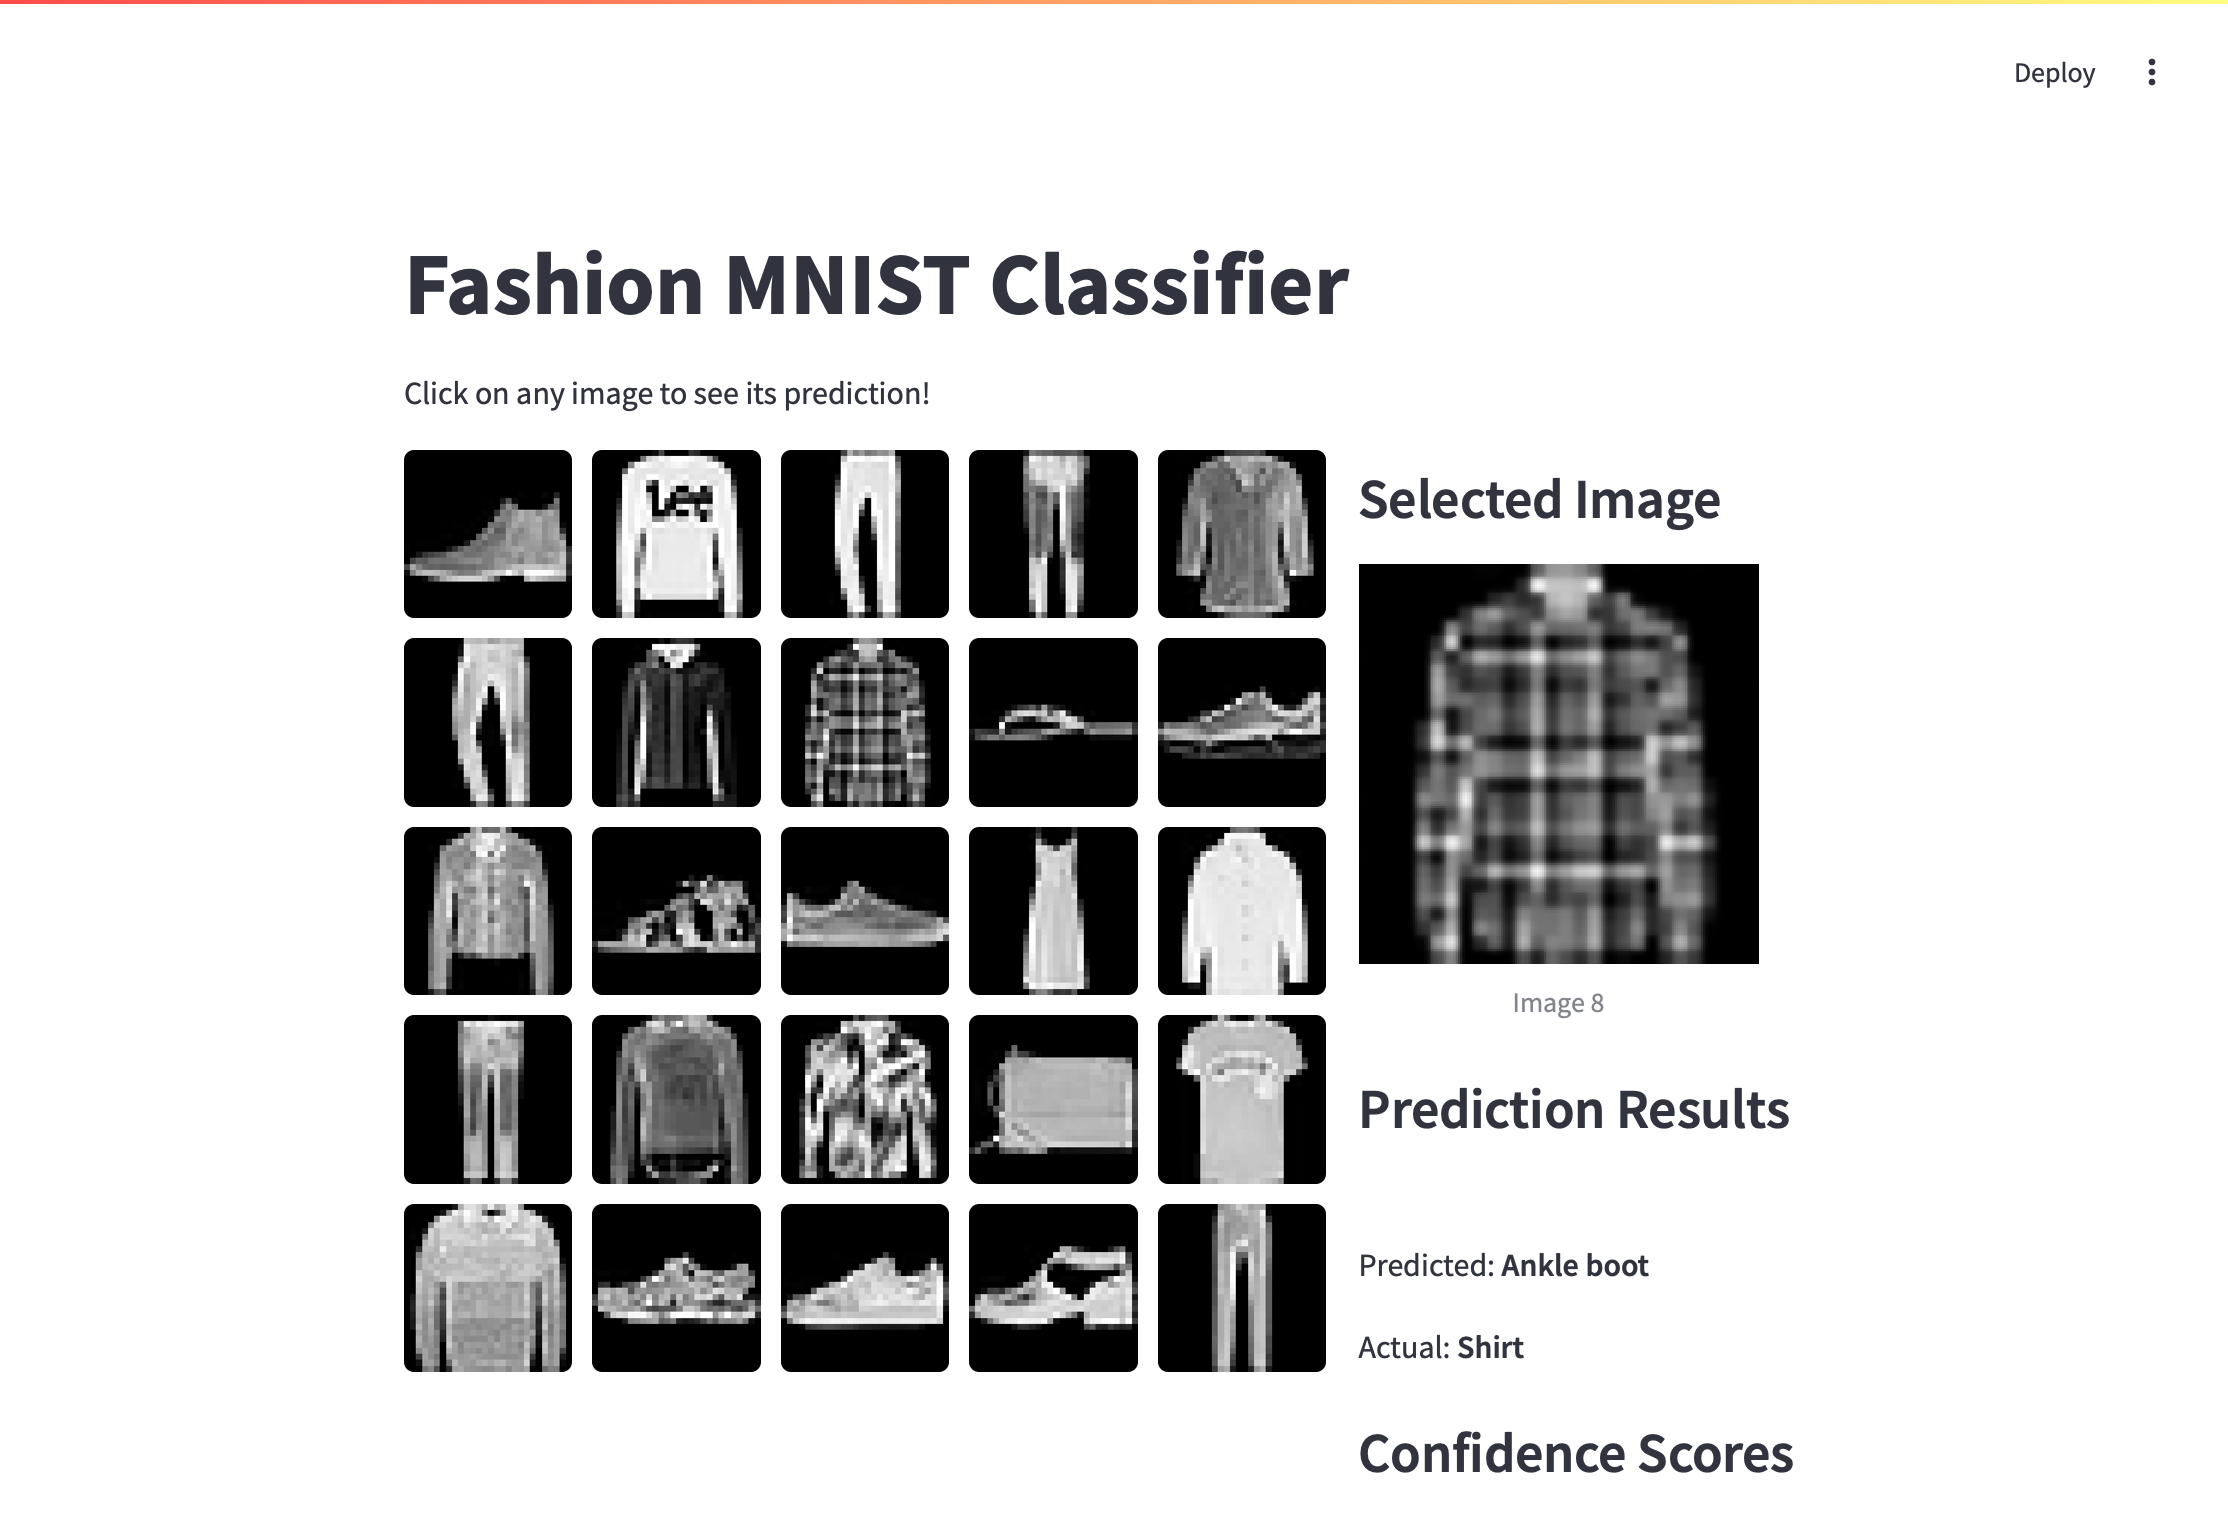 Deploy
Fashion MNIST Classifier
Click on any image to see its prediction!
Lee
Selected Image
Image 8
Prediction Results
Predicted: Ankle boot
Actual: Shirt
Confidence Scores